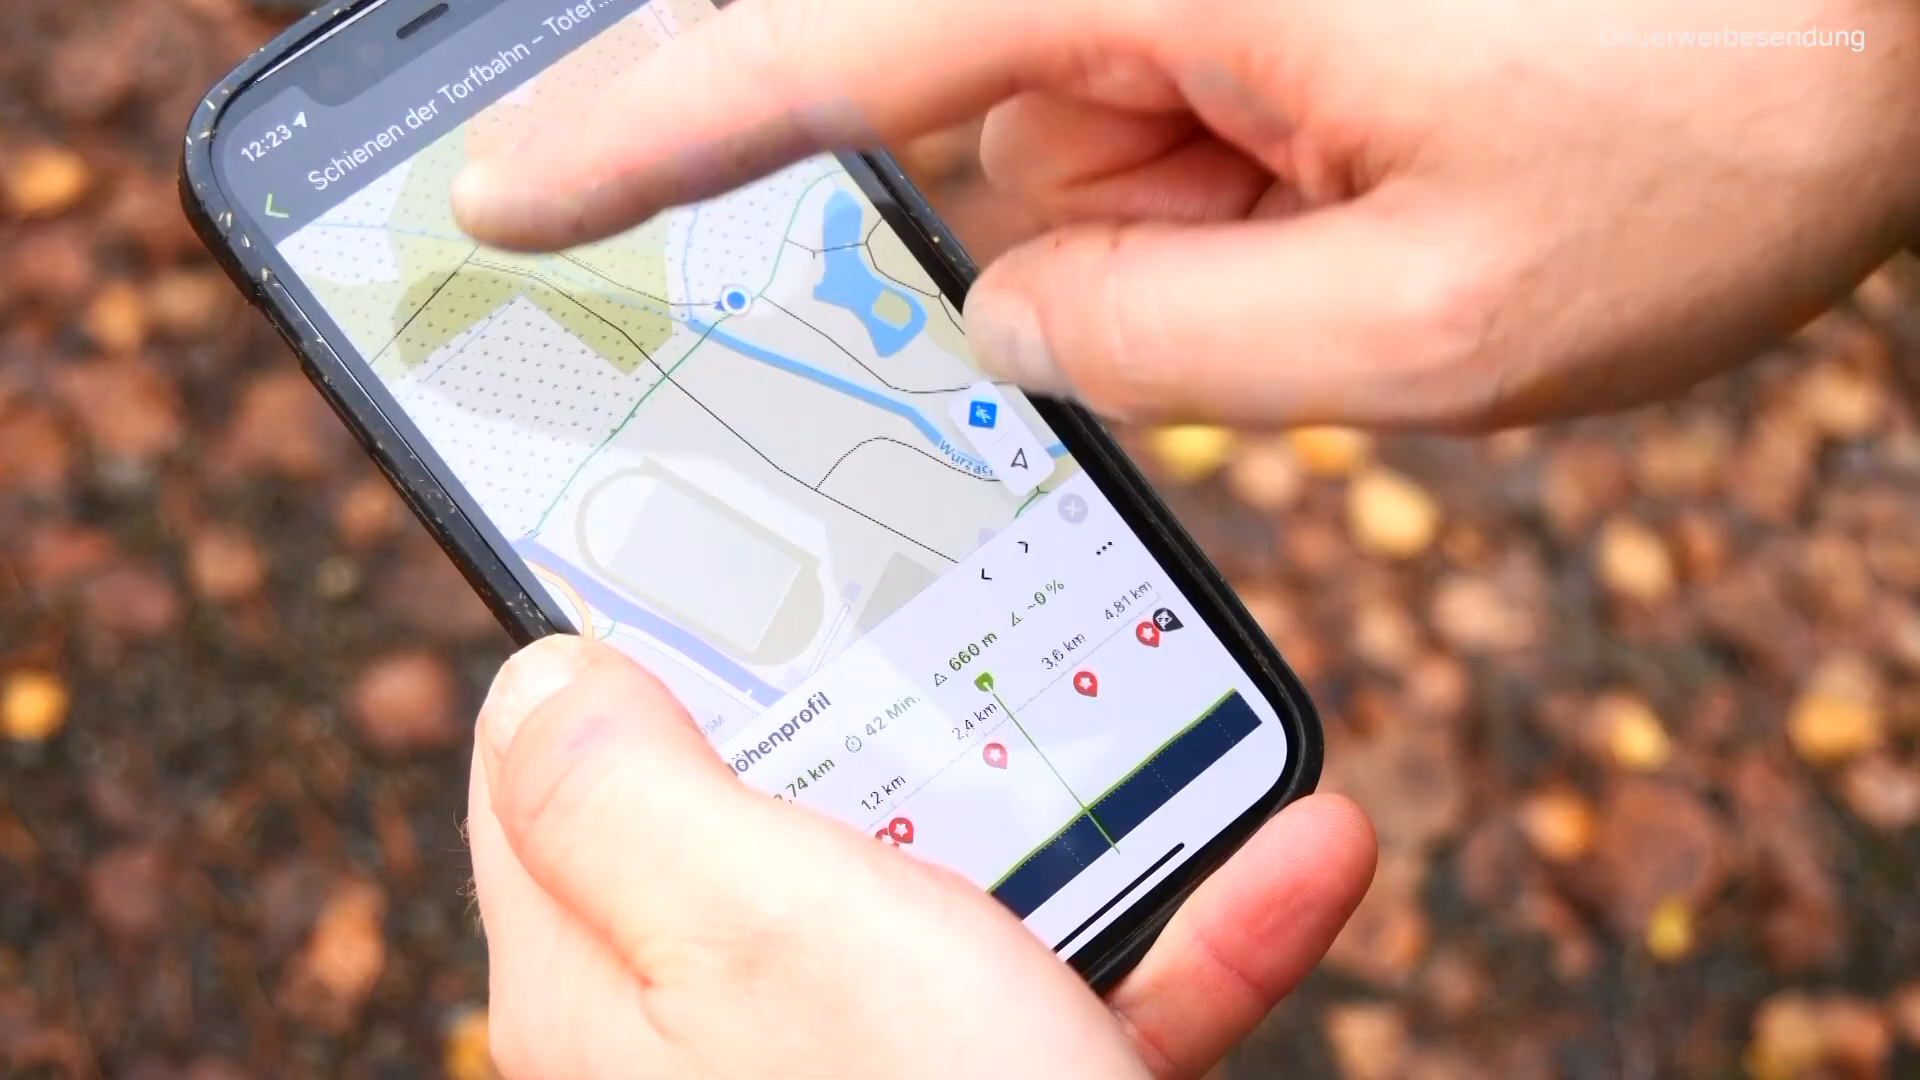 Dauerwerbesendung
12:23
Schienen der Torfbahn – Toter...
Höhenprofil
42 Min.
660 m
~0 %
1,2 km
2,4 km
3,6 km
4,81 km